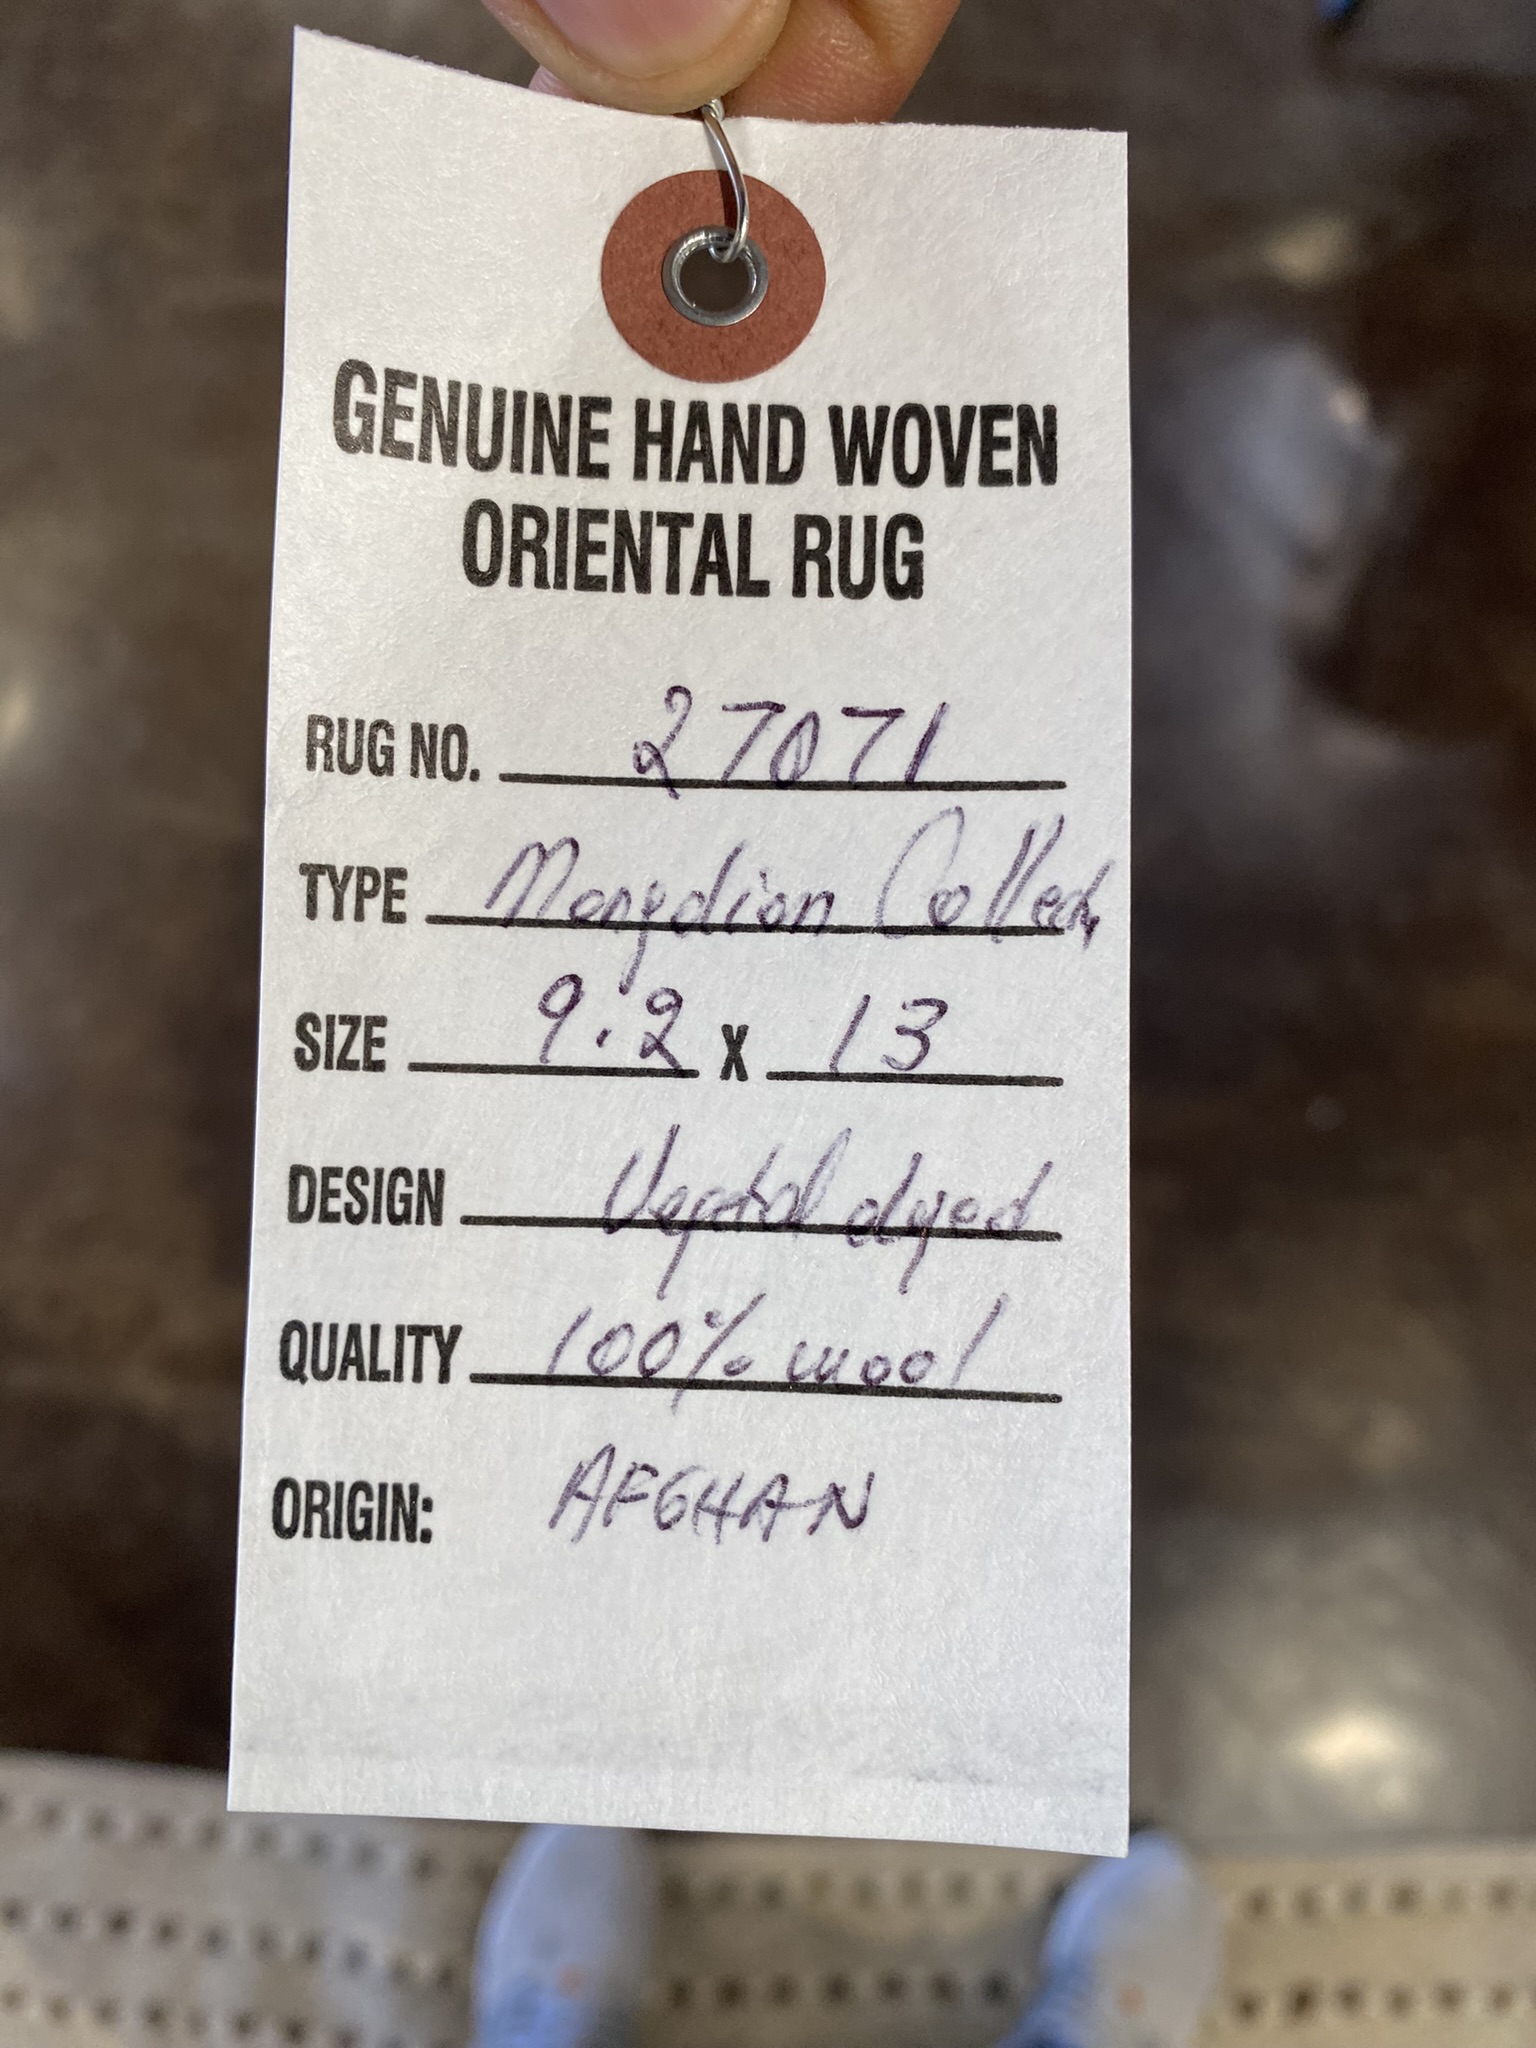 GENUINE HAND WOVEN
ORIENTAL RUG
RUG NO. 27071
TYPE
SIZE 9.2 X 13
DESIGN dyed
QUALITY 100% wool
ORIGIN: AFGHAN